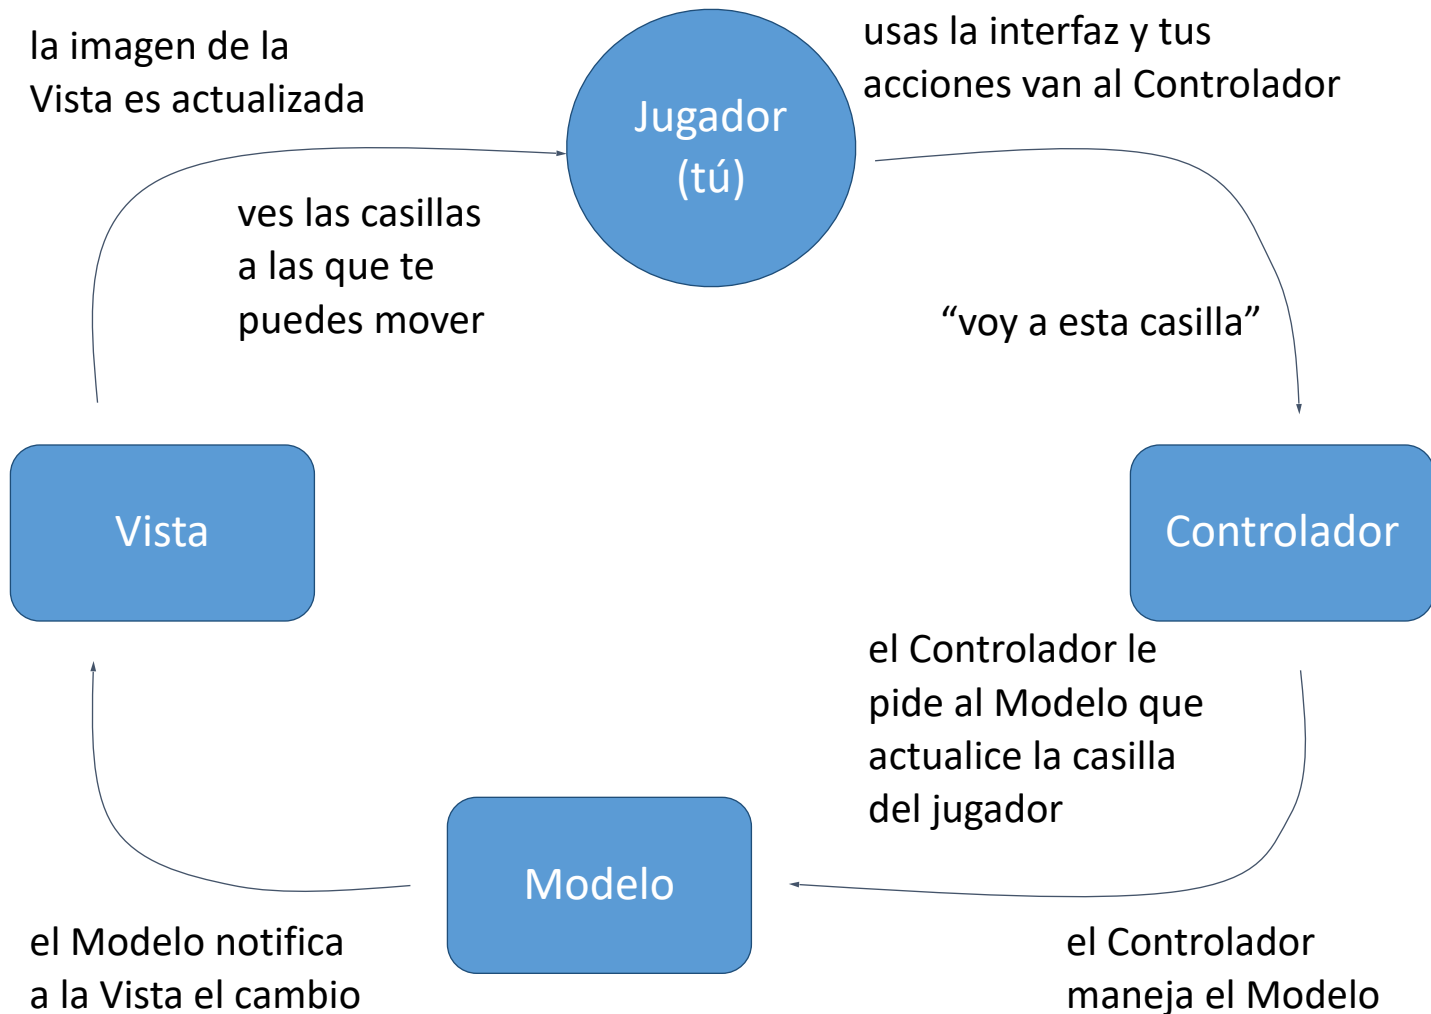 la imagen de la
Vista es actualizada
Jugador
(tú)
usas la interfaz y tus
acciones van al Controlador
ves las casillas
a las que te
puedes mover
“voy a esta casilla”
Vista
Controlador
el Controlador le
pide al Modelo que
actualice la casilla
del jugador
Modelo
el Modelo notifica
a la Vista el cambio
el Controlador
maneja el Modelo